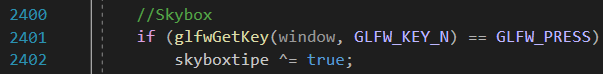 2400 //Skybox
2401 if (glfwGetKey(window, GLFW_KEY_N) == GLFW_PRESS)
2402 skyboxtipe ^= true;